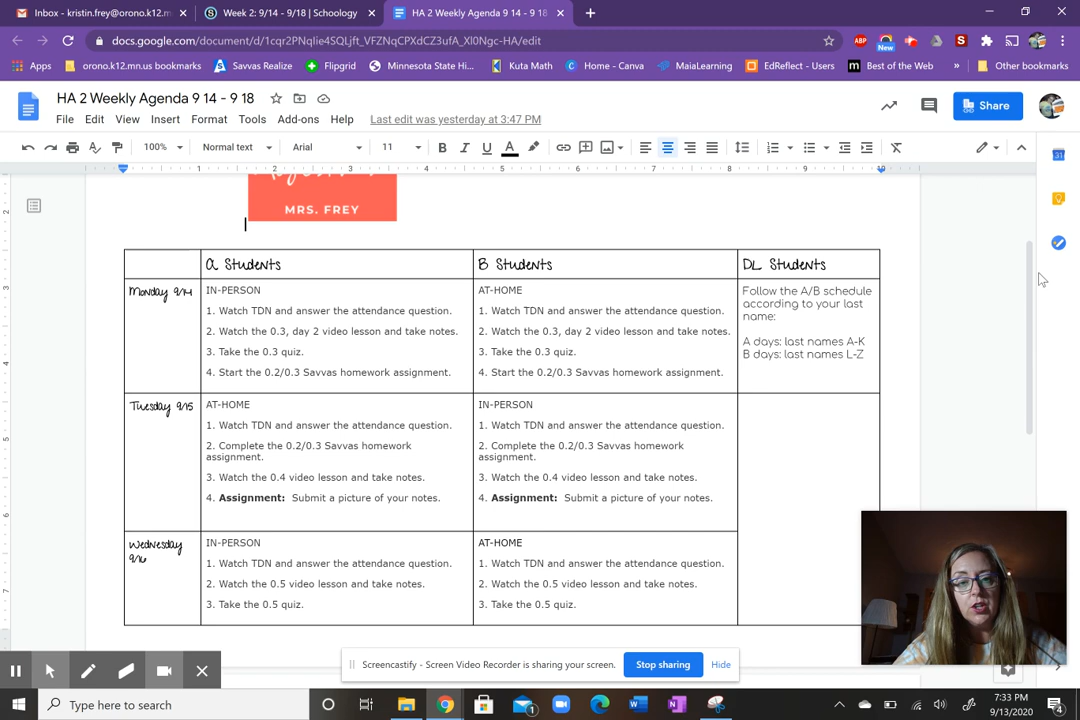 Inbox - kristin.frey@orono.k12.m
Week 2: 9/14 - 9/18 | Schoology
HA 2 Weekly Agenda 9 14 - 9 18
docs.google.com/document/d/1cqr2PNqIie4SQLjft_VFZNqCPXdCZ3ufA_Xl0Ngc-HA/edit
ABP
New
S
Apps
orono.k12.mn.us bookmarks
Savvas Realize
Flipgrid
Minnesota State Hi...
Kuta Math
Home - Canva
MaiaLearning
EdReflect - Users
Best of the Web
»
Other bookmarks
HA 2 Weekly Agenda 9 14 - 9 18
File Edit View Insert Format Tools Add-ons Help Last edit was yesterday at 3:47 PM
Share
100% Normal text Arial 11 B I U A
1 1 2 3 4 5 6 7 8 9
MRS. FREY
A Students
B Students
DL Students
Monday 9/14
IN-PERSON
1. Watch TDN and answer the attendance question.
2. Watch the 0.3, day 2 video lesson and take notes.
3. Take the 0.3 quiz.
4. Start the 0.2/0.3 Savvas homework assignment.
AT-HOME
1. Watch TDN and answer the attendance question.
2. Watch the 0.3, day 2 video lesson and take notes.
3. Take the 0.3 quiz.
4. Start the 0.2/0.3 Savvas homework assignment.
Follow the A/B schedule
according to your last
name:
A days: last names A-K
B days: last names L-Z
Tuesday 9/15
AT-HOME
1. Watch TDN and answer the attendance question.
2. Complete the 0.2/0.3 Savvas homework
assignment.
3. Watch the 0.4 video lesson and take notes.
4. Assignment: Submit a picture of your notes.
IN-PERSON
1. Watch TDN and answer the attendance question.
2. Complete the 0.2/0.3 Savvas homework
assignment.
3. Watch the 0.4 video lesson and take notes.
4. Assignment: Submit a picture of your notes.
Wednesday
9/16
IN-PERSON
1. Watch TDN and answer the attendance question.
2. Watch the 0.5 video lesson and take notes.
3. Take the 0.5 quiz.
AT-HOME
1. Watch TDN and answer the attendance question.
2. Watch the 0.5 video lesson and take notes.
3. Take the 0.5 quiz.
Screencastify - Screen Video Recorder is sharing your screen.
Stop sharing
Hide
Type here to search
7:33 PM
9/13/2020